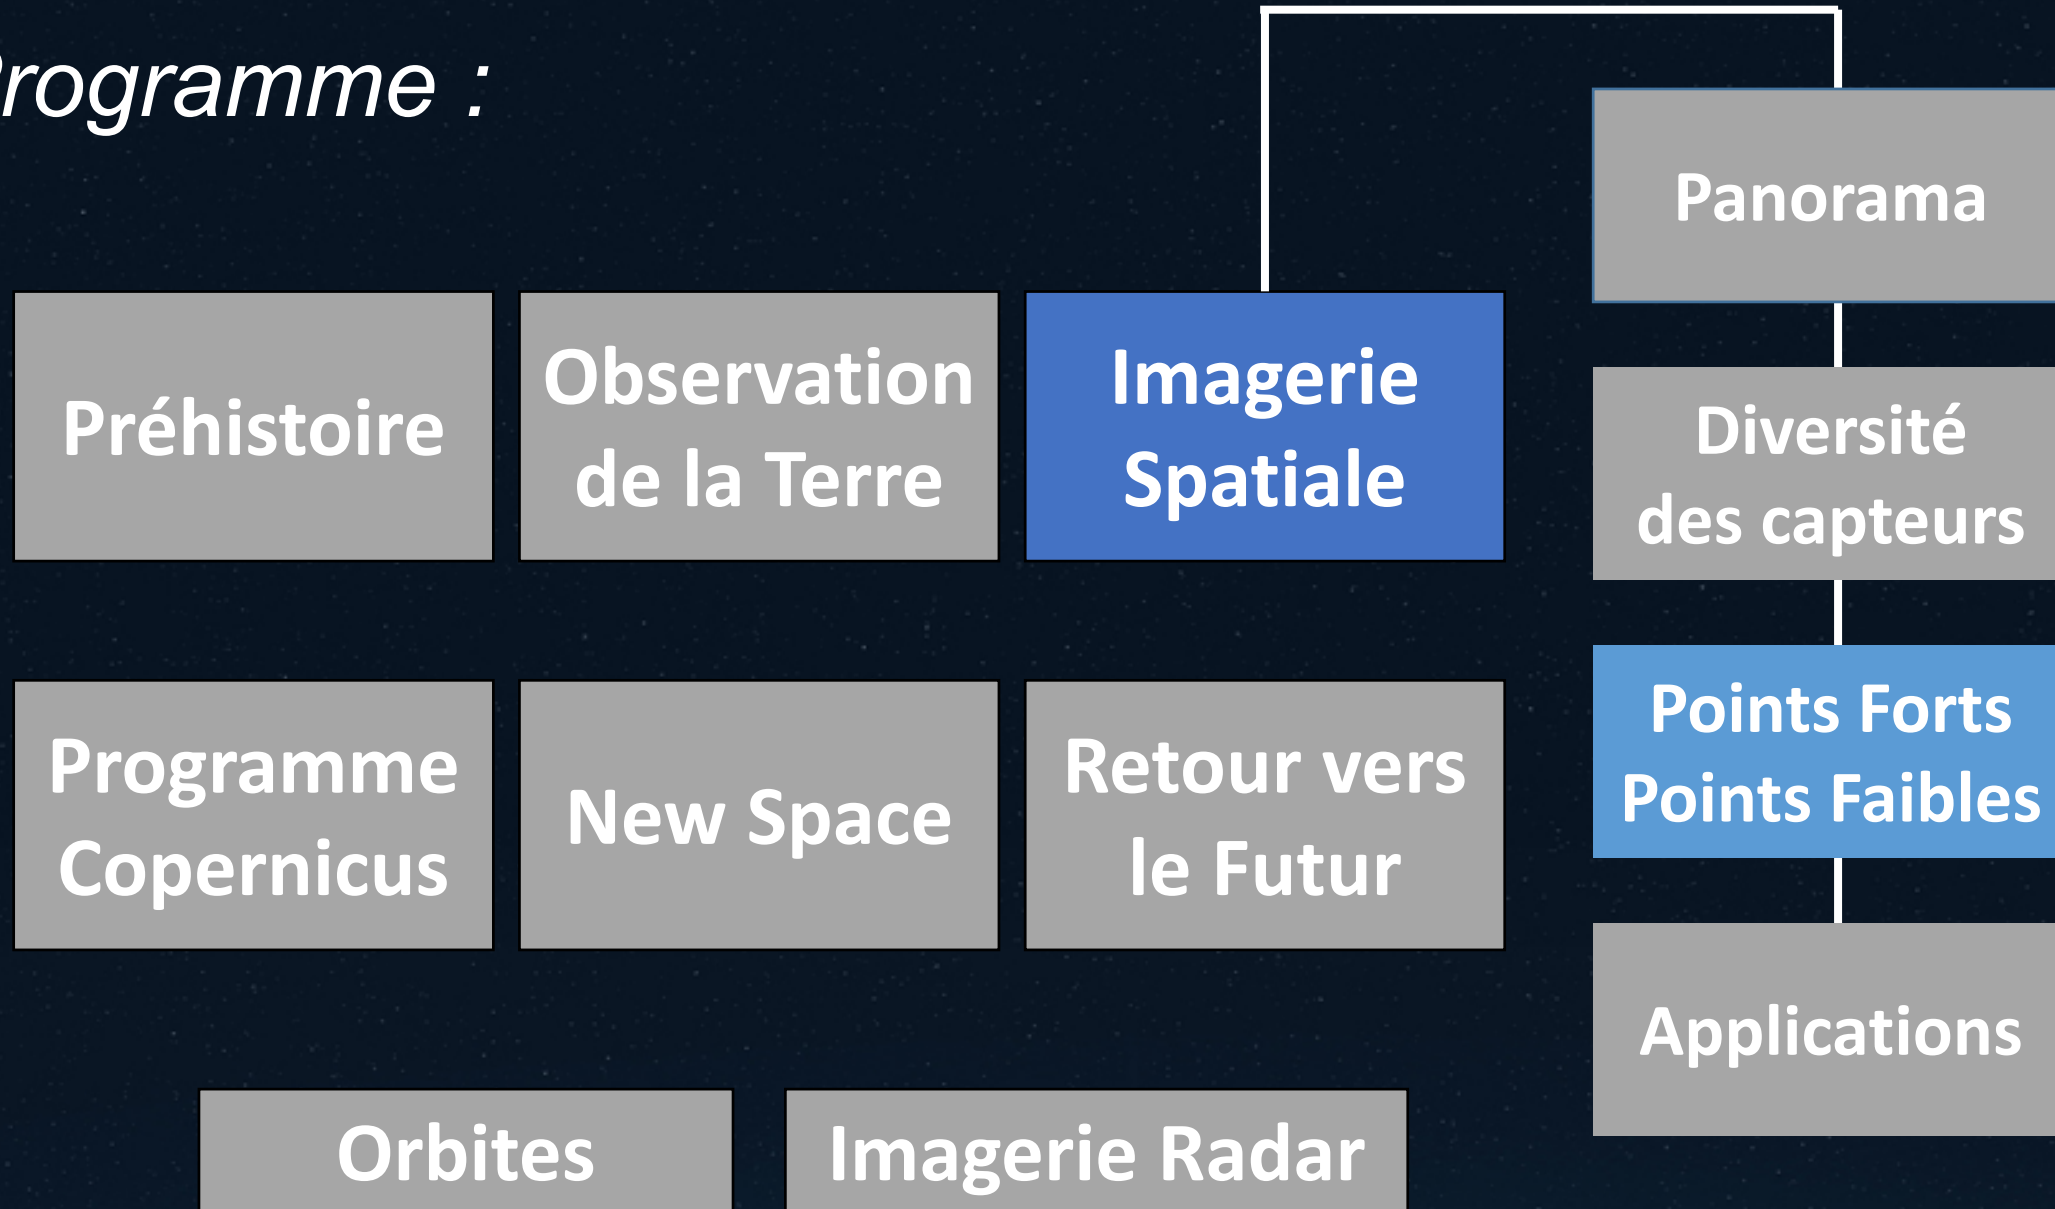 rogramme :
Préhistoire
Observation
de la Terre
Imagerie
Spatiale
Programme
Copernicus
New Space
Retour vers
le Futur
Orbites
Imagerie Radar
Panorama
Diversité
des capteurs
Points Forts
Points Faibles
Applications